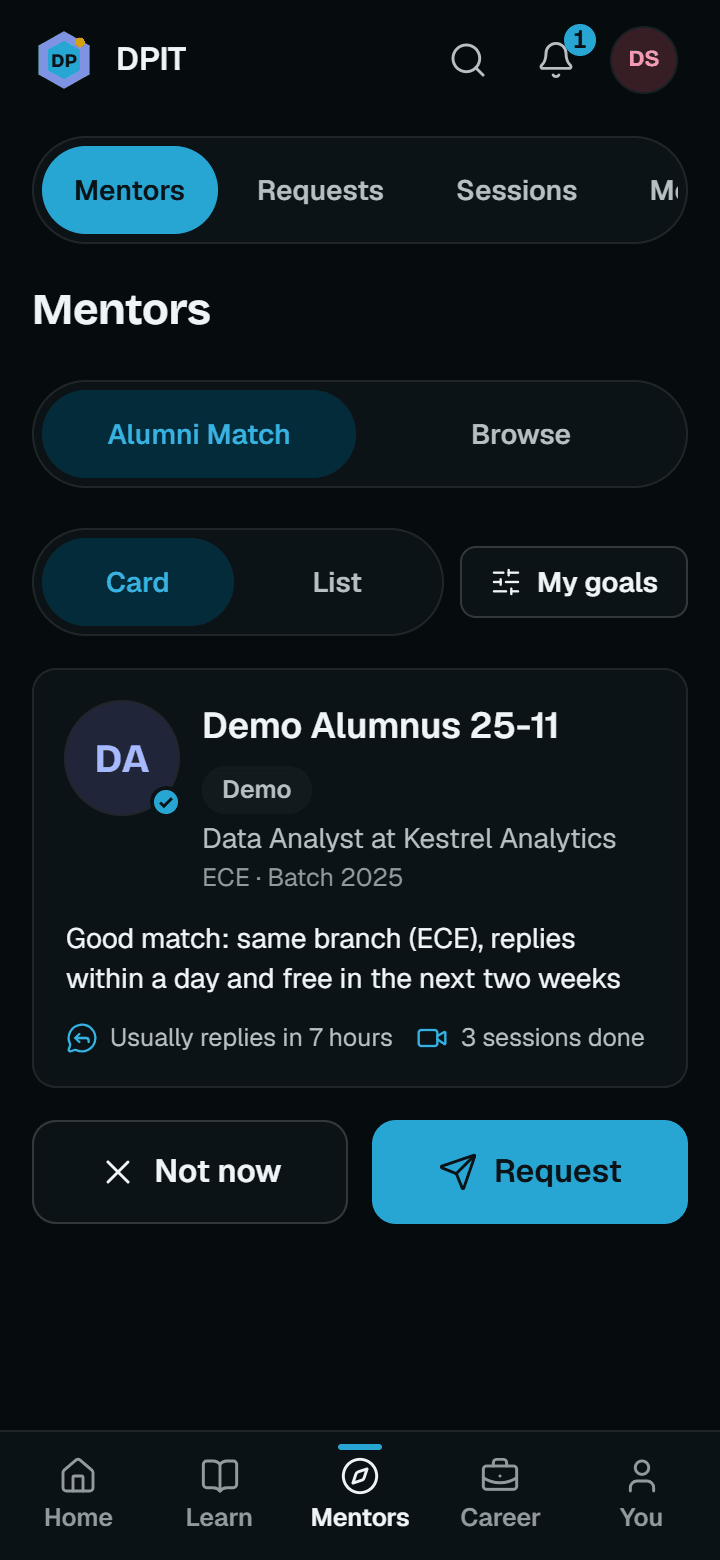 DP
DPIT
1
DS
Mentors
Requests
Sessions
Mentors
Alumni Match
Browse
Card
List
My goals
DA
Demo Alumnus 25-11
Demo
Data Analyst at Kestrel Analytics
ECE · Batch 2025
Good match: same branch (ECE), replies
within a day and free in the next two weeks
Usually replies in 7 hours
3 sessions done
Not now
Request
Home
Learn
Mentors
Career
You